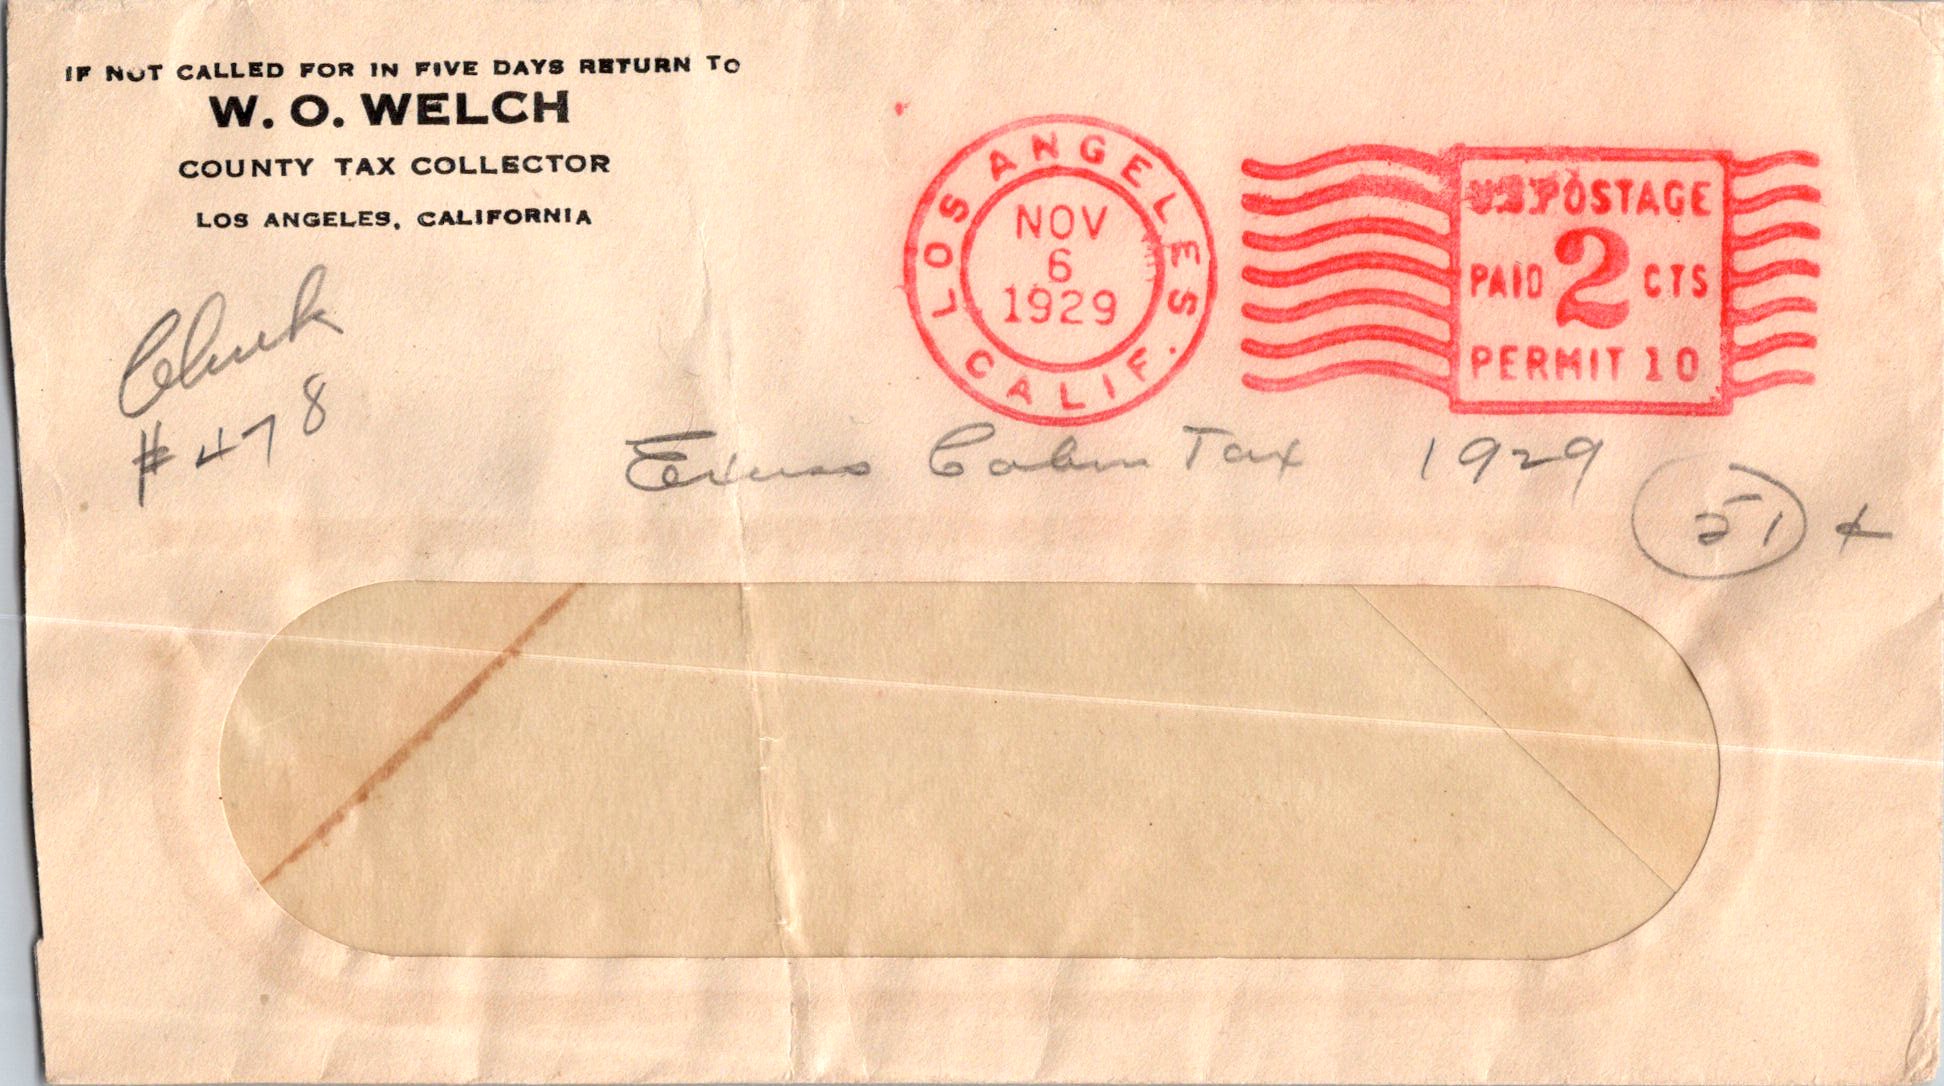 IF NOT CALLED FOR IN FIVE DAYS RETURN TO
W. O. WELCH
COUNTY TAX COLLECTOR
LOS ANGELES, CALIFORNIA
LOS ANGELES
CALIF.
NOV
6
1929
U.S. POSTAGE
PAID 2 CTS
PERMIT 10
#478
Cabin Tax 1929
51